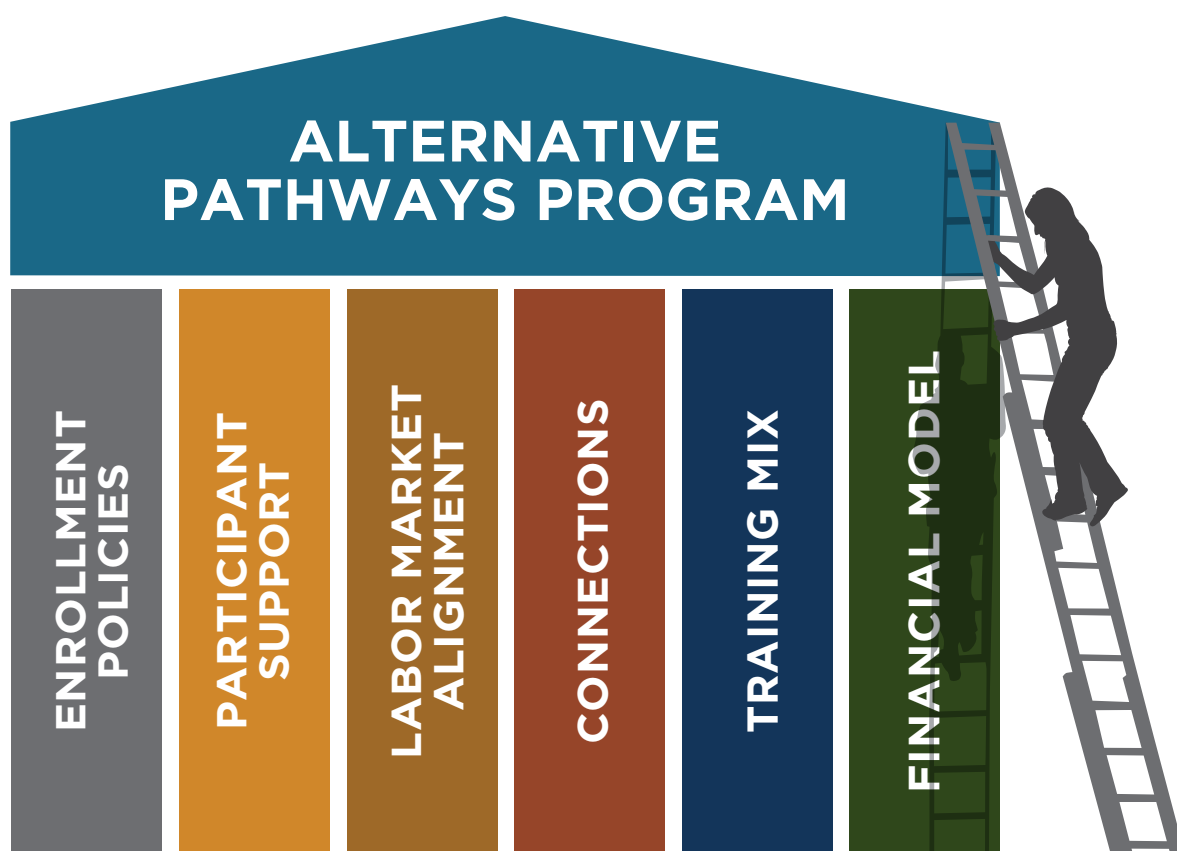 ALTERNATIVE
PATHWAYS PROGRAM
ENROLLMENT
POLICIES
PARTICIPANT
SUPPORT
LABOR MARKET
ALIGNMENT
CONNECTIONS
TRAINING MIX
FINANCIAL MODEL